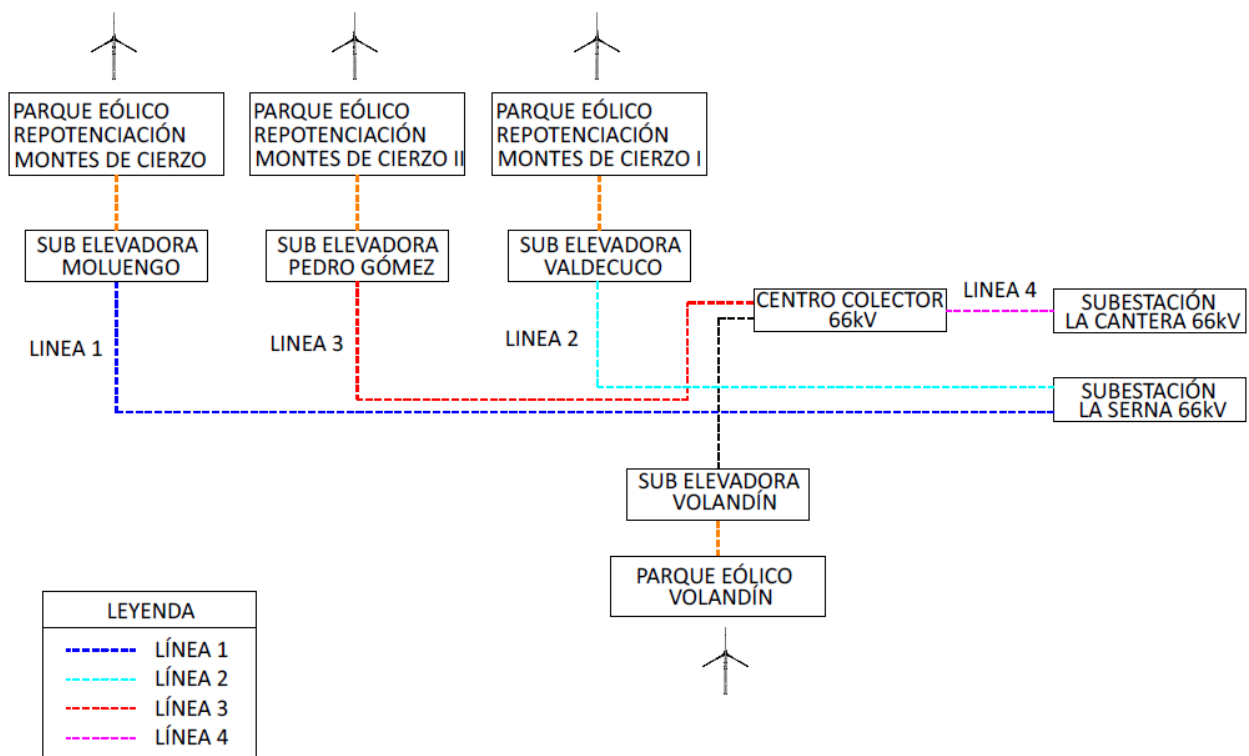 PARQUE EÓLICO
REPOTENCIACIÓN
MONTES DE CIERZO
PARQUE EÓLICO
REPOTENCIACIÓN
MONTES DE CIERZO II
PARQUE EÓLICO
REPOTENCIACIÓN
MONTES DE CIERZO I
SUB ELEVADORA
MOLUENGO
SUB ELEVADORA
PEDRO GÓMEZ
SUB ELEVADORA
VALDECUCO
CENTRO COLECTOR
66kV
LINEA 4
SUBESTACIÓN
LA CANTERA 66kV
LINEA 1
LINEA 3
LINEA 2
SUBESTACIÓN
LA SERNA 66kV
SUB ELEVADORA
VOLANDÍN
PARQUE EÓLICO
VOLANDÍN
LEYENDA
LÍNEA 1
LÍNEA 2
LÍNEA 3
LÍNEA 4